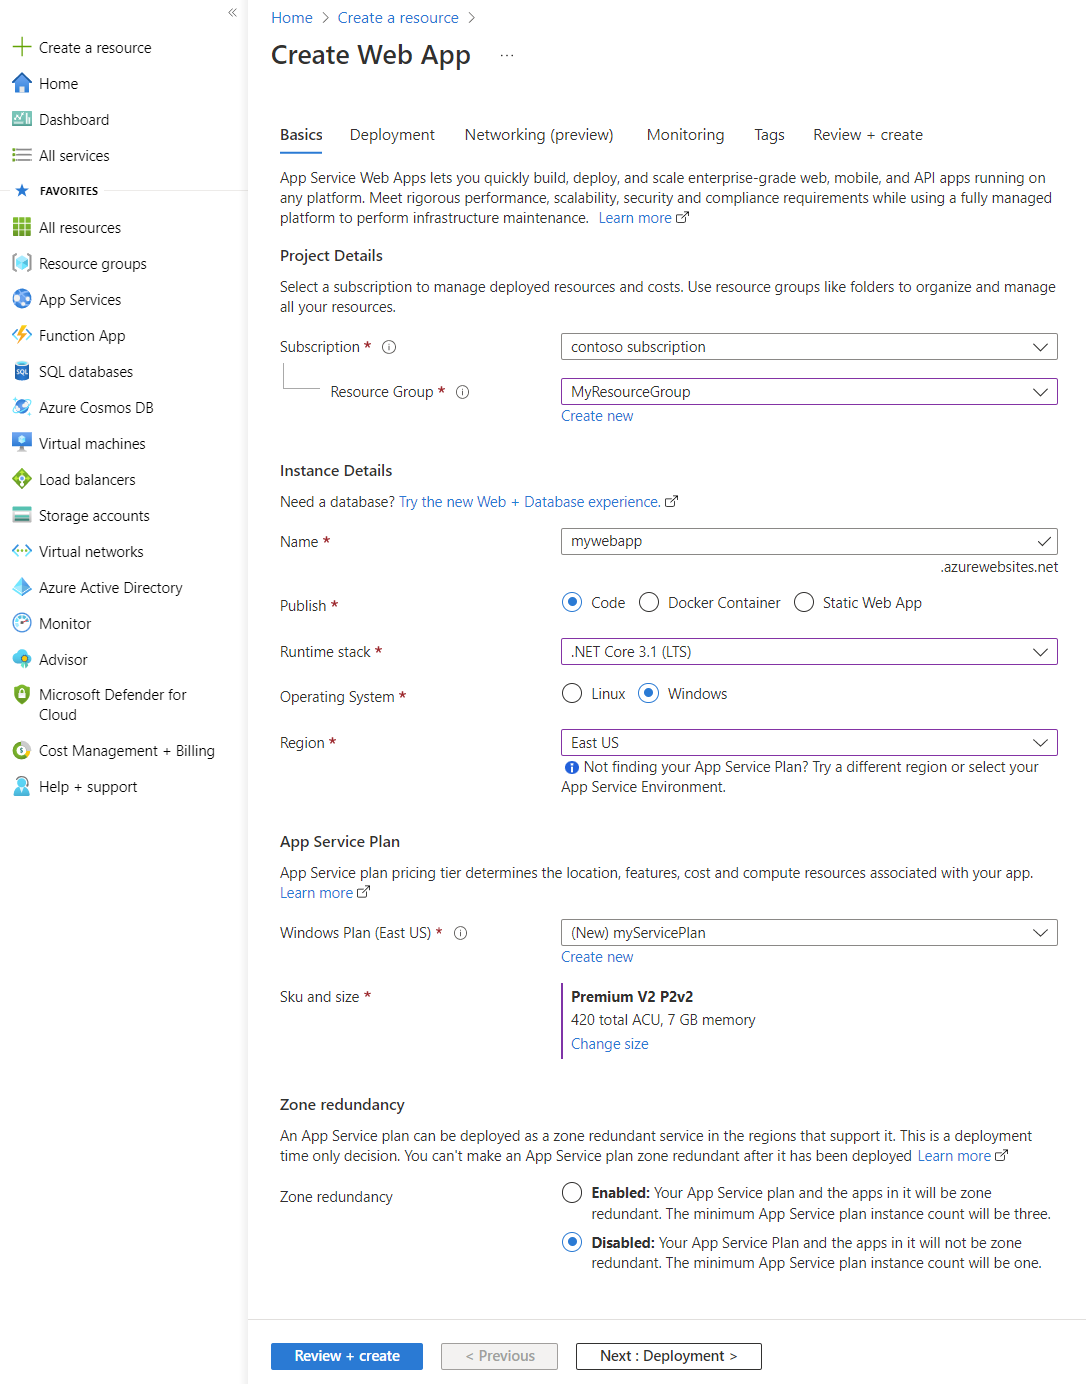 «
Create a resource
Home
Dashboard
All services
FAVORITES
All resources
Resource groups
App Services
Function App
SQL databases
Azure Cosmos DB
Virtual machines
Load balancers
Storage accounts
Virtual networks
Azure Active Directory
Monitor
Advisor
Microsoft Defender for
Cloud
Cost Management + Billing
Help + support
Home > Create a resource >
Create Web App ...
Basics Deployment Networking (preview) Monitoring Tags Review + create
App Service Web Apps lets you quickly build, deploy, and scale enterprise-grade web, mobile, and API apps running on
any platform. Meet rigorous performance, scalability, security and compliance requirements while using a fully managed
platform to perform infrastructure maintenance. Learn more
Project Details
Select a subscription to manage deployed resources and costs. Use resource groups like folders to organize and manage
all your resources.
Subscription * contoso subscription
Resource Group * MyResourceGroup
Create new
Instance Details
Need a database? Try the new Web + Database experience.
Name * mywebapp
.azurewebsites.net
Publish * Code Docker Container Static Web App
Runtime stack * .NET Core 3.1 (LTS)
Operating System * Linux Windows
Region * East US
Not finding your App Service Plan? Try a different region or select your
App Service Environment.
App Service Plan
App Service plan pricing tier determines the location, features, cost and compute resources associated with your app.
Learn more
Windows Plan (East US) * (New) myServicePlan
Create new
Sku and size * Premium V2 P2v2
420 total ACU, 7 GB memory
Change size
Zone redundancy
An App Service plan can be deployed as a zone redundant service in the regions that support it. This is a deployment
time only decision. You can't make an App Service plan zone redundant after it has been deployed Learn more
Zone redundancy Enabled: Your App Service plan and the apps in it will be zone
redundant. The minimum App Service plan instance count will be three.
Disabled: Your App Service Plan and the apps in it will not be zone
redundant. The minimum App Service plan instance count will be one.
Review + create < Previous Next : Deployment >